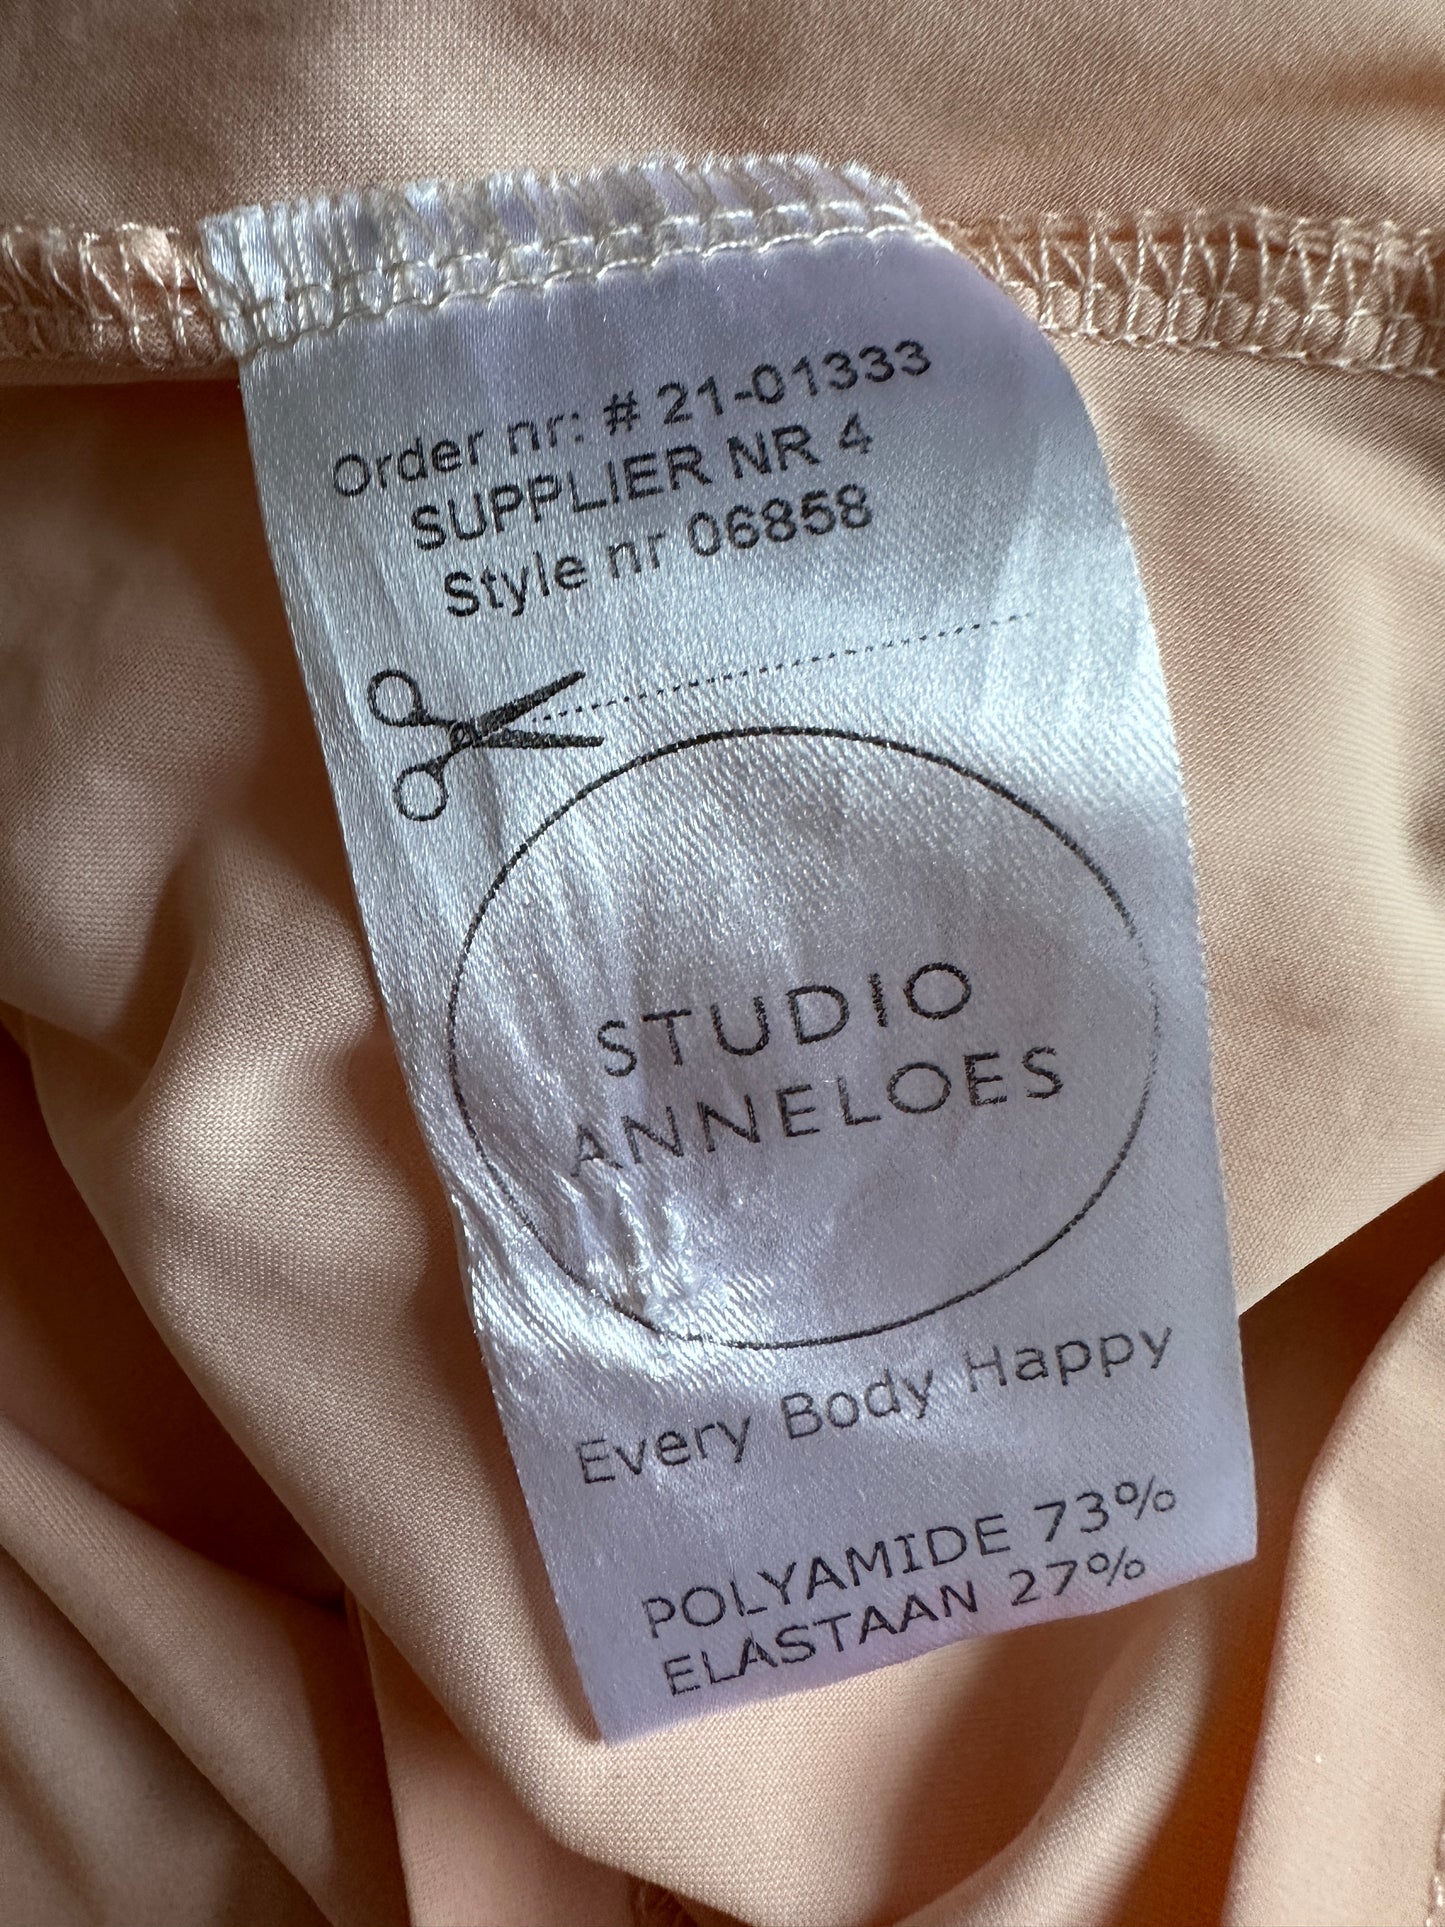 Order nr: # 21-01333
SUPPLIER NR 4
Style nr 06858
STUDIO
ANNELOES
Every Body Happy
POLYAMIDE 73%
ELASTAAN 27%